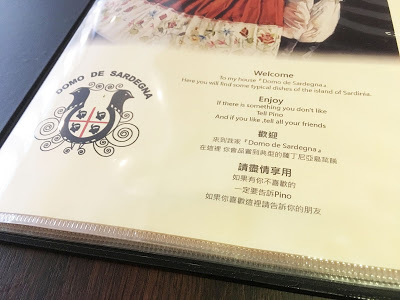 DOMO DE SARDEGNA
Welcome
To my house『Domo de Sardegna』
Here you will find some typical dishes of the island of Sardinia.
Enjoy
If there is something you don't like
Tell Pino
And if you like ,tell all your friends
歡迎
來到我家『Domo de Sardegna』
在這裡 你會品嘗到典型的薩丁尼亞島菜餚
請盡情享用
如果有你不喜歡的
一定要告訴Pino
如果你喜歡這裡請告訴你的朋友